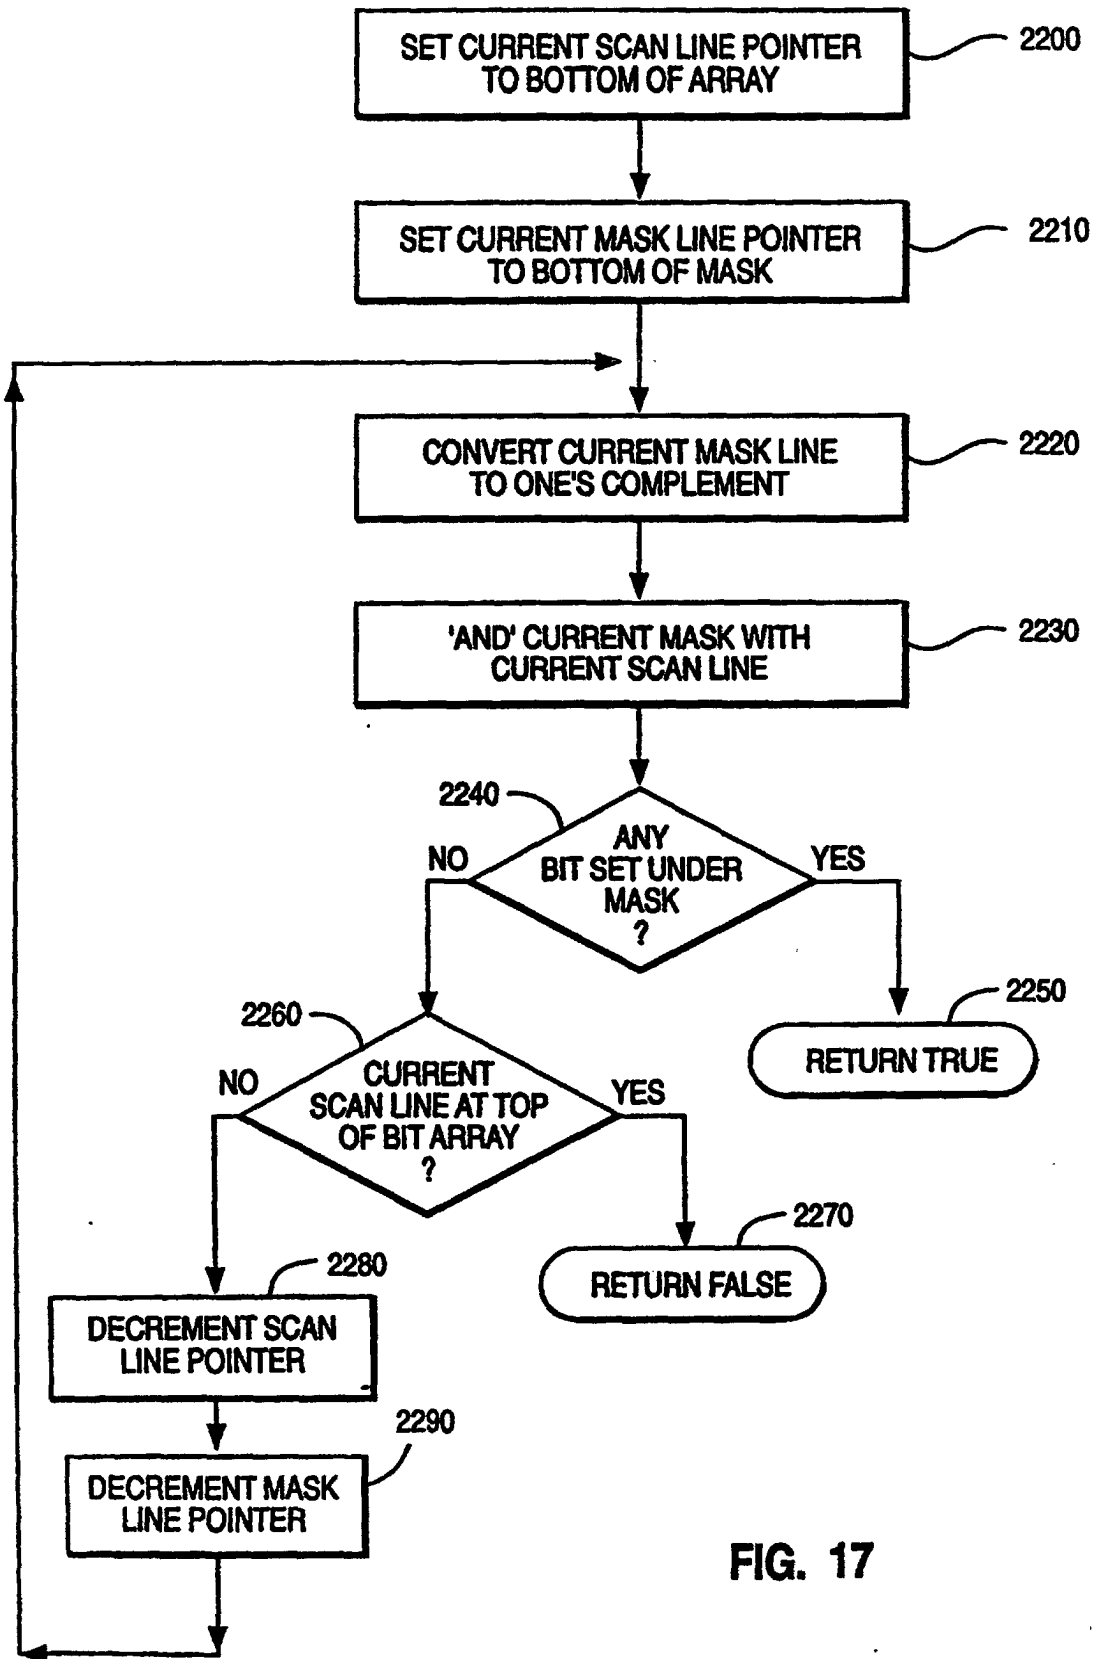 SET CURRENT SCAN LINE POINTER
TO BOTTOM OF ARRAY
2200
SET CURRENT MASK LINE POINTER
TO BOTTOM OF MASK
2210
CONVERT CURRENT MASK LINE
TO ONE'S COMPLEMENT
2220
'AND' CURRENT MASK WITH
CURRENT SCAN LINE
2230
2240
ANY
BIT SET UNDER
MASK
?
NO
YES
2250
RETURN TRUE
2260
CURRENT
SCAN LINE AT TOP
OF BIT ARRAY
?
NO
YES
2270
RETURN FALSE
2280
DECREMENT SCAN
LINE POINTER
2290
DECREMENT MASK
LINE POINTER
FIG. 17